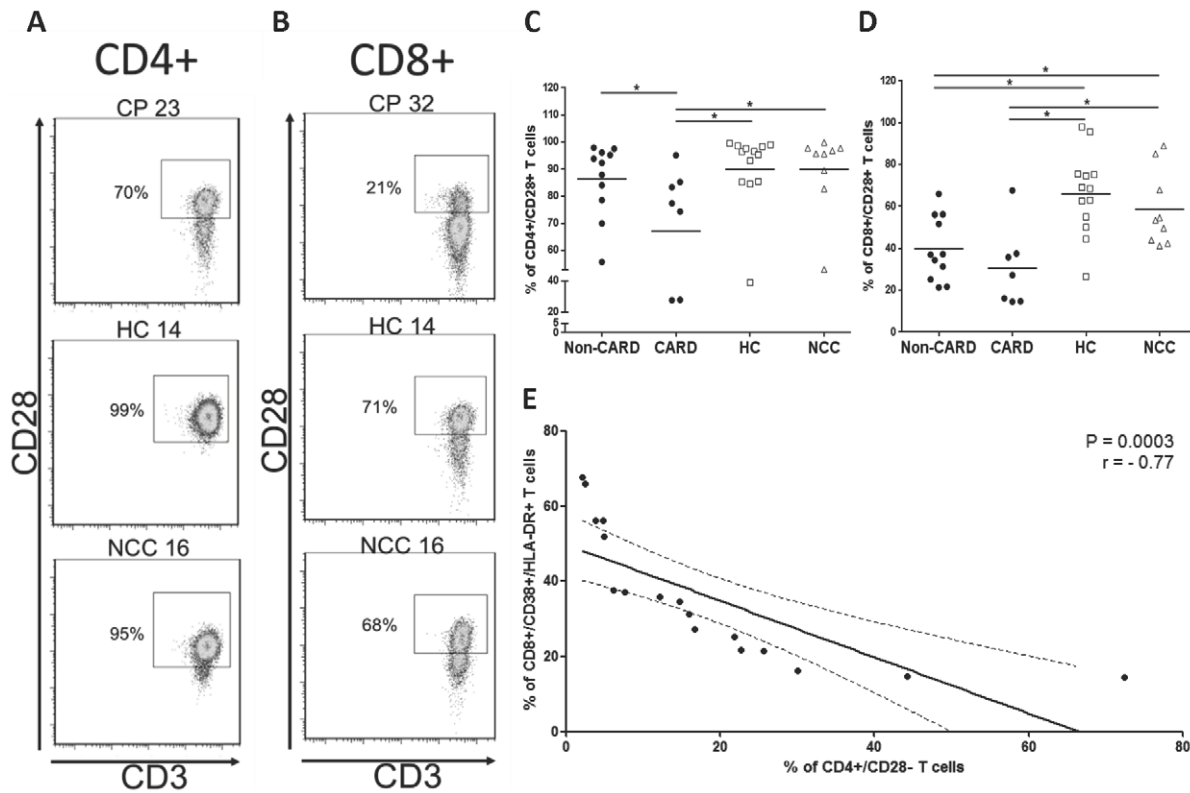 A
CD4+
CP 23
70%
HC 14
99%
NCC 16
95%
CD28
CD3
B
CD8+
CP 32
21%
HC 14
71%
NCC 16
68%
CD28
CD3
C
% of CD4+/CD28+ T cells
120
110
100
90
80
70
60
40
20
5
0
* * *
Non-CARD CARD HC NCC
D
% of CD8+/CD28+ T cells
120
100
80
60
40
20
0
* * * *
Non-CARD CARD HC NCC
E
% of CD8+/CD38+/HLA-DR+ T cells
80
60
40
20
0
P = 0.0003
r = - 0.77
0 20 40 60 80
% of CD4+/CD28- T cells